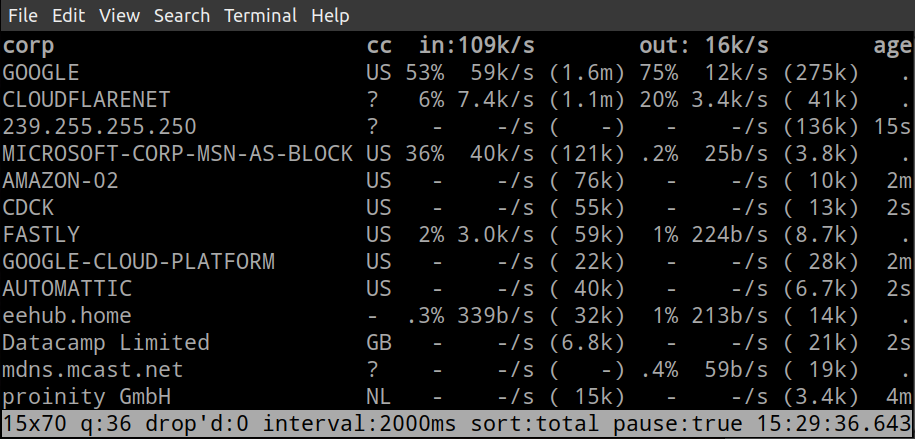 File Edit View Search Terminal Help
corp cc in:109k/s out: 16k/s age
GOOGLE US 53% 59k/s (1.6m) 75% 12k/s (275k) .
CLOUDFLARENET ? 6% 7.4k/s (1.1m) 20% 3.4k/s ( 41k) .
239.255.255.250 ? - -/s ( -) - -/s (136k) 15s
MICROSOFT-CORP-MSN-AS-BLOCK US 36% 40k/s (121k) .2% 25b/s (3.8k) .
AMAZON-02 US - -/s ( 76k) - -/s ( 10k) 2m
CDCK US - -/s ( 55k) - -/s ( 13k) 2s
FASTLY US 2% 3.0k/s ( 59k) 1% 224b/s (8.7k) .
GOOGLE-CLOUD-PLATFORM US - -/s ( 22k) - -/s ( 28k) 2m
AUTOMATTIC US - -/s ( 40k) - -/s (6.7k) 2s
eehub.home - .3% 339b/s ( 32k) 1% 213b/s ( 14k) .
Datacamp Limited GB - -/s (6.8k) - -/s ( 21k) 2s
mdns.mcast.net ? - -/s ( -) .4% 59b/s ( 19k) .
proinity GmbH NL - -/s ( 15k) - -/s (3.4k) 4m
15x70 q:36 drop'd:0 interval:2000ms sort:total pause:true 15:29:36.643